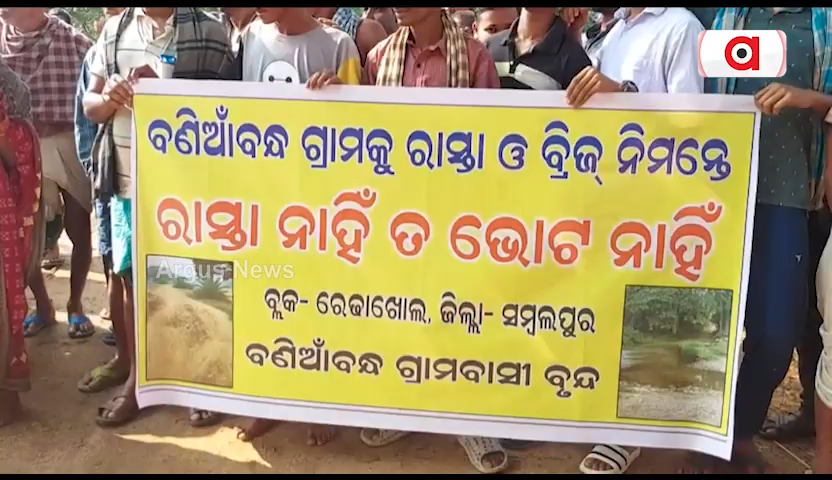 ବଣିଆଁବନ୍ଧ ଗ୍ରାମକୁ ରାସ୍ତା ଓ ବ୍ରିଜ୍ ନିମନ୍ତେ
ରାସ୍ତା ନାହିଁ ତ ଭୋଟ ନାହିଁ
Argus News
ବ୍ଲକ- ରେଢାଖୋଲ, ଜିଲ୍ଲା- ସମ୍ବଲପୁର
ବଣିଆଁବନ୍ଧ ଗ୍ରାମବାସୀ ବୃନ୍ଦ